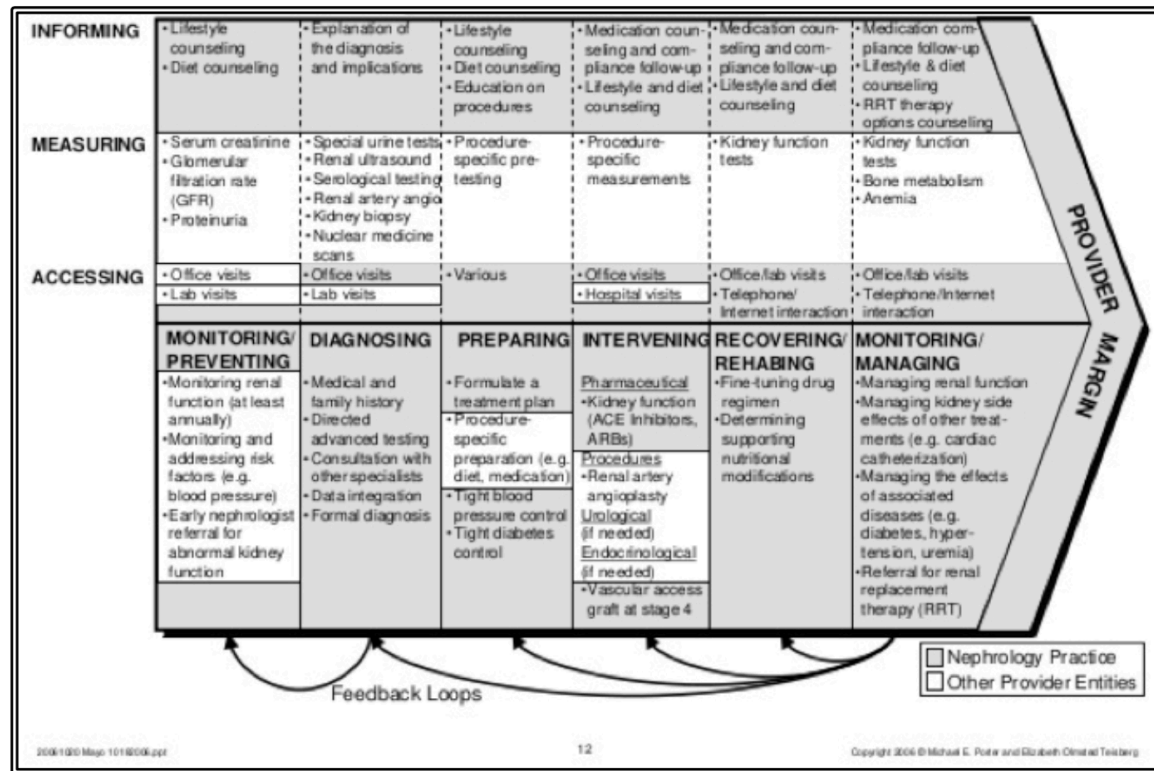 INFORMING
• Lifestyle
counseling
• Diet counseling
• Explanation of
the diagnosis
and implications
• Lifestyle
counseling
• Diet counseling
• Education on
procedures
• Medication coun-
seling and com-
pliance follow-up
• Lifestyle and diet
counseling
• Medication coun-
seling and com-
pliance follow-up
• Lifestyle and diet
counseling
• Medication com-
pliance follow-up
• Lifestyle & diet
counseling
• RRT therapy
options counseling
MEASURING
• Serum creatinine
• Glomerular
filtration rate
(GFR)
• Proteinuria
• Special urine tests
• Renal ultrasound
• Serological testing
• Renal artery angio
• Kidney biopsy
• Nuclear medicine
scans
• Procedure-
specific pre-
testing
• Procedure-
specific
measurements
• Kidney function
tests
• Kidney function
tests
• Bone metabolism
• Anemia
ACCESSING
• Office visits
• Lab visits
• Office visits
• Lab visits
• Various
• Office visits
• Hospital visits
• Office/lab visits
• Telephone/
Internet interaction
• Office/lab visits
• Telephone/Internet
interaction
MONITORING/
PREVENTING
• Monitoring renal
function (at least
annually)
• Monitoring and
addressing risk
factors (e.g.
blood pressure)
• Early nephrologist
referral for
abnormal kidney
function
DIAGNOSING
• Medical and
family history
• Directed
advanced testing
• Consultation with
other specialists
• Data integration
• Formal diagnosis
PREPARING
• Formulate a
treatment plan
• Procedure-
specific
preparation (e.g.
diet, medication)
• Tight blood
pressure control
• Tight diabetes
control
INTERVENING
Pharmaceutical
• Kidney function
(ACE Inhibitors,
ARBs)
Procedures
• Renal artery
angioplasty
Urological
(if needed)
Endocrinological
(if needed)
• Vascular access
graft at stage 4
RECOVERING/
REHABING
• Fine-tuning drug
regimen
• Determining
supporting
nutritional
modifications
MONITORING/
MANAGING
• Managing renal function
• Managing kidney side
effects of other treat-
ments (e.g. cardiac
catheterization)
• Managing the effects
of associated
diseases (e.g.
diabetes, hyper-
tension, uremia)
• Referral for renal
replacement
therapy (RRT)
PROVIDER MARGIN
Feedback Loops
Nephrology Practice
Other Provider Entities
20061020 Mayo 10182006.ppt
12
Copyright 2006 © Michael E. Porter and Elizabeth Olmsted Teisberg